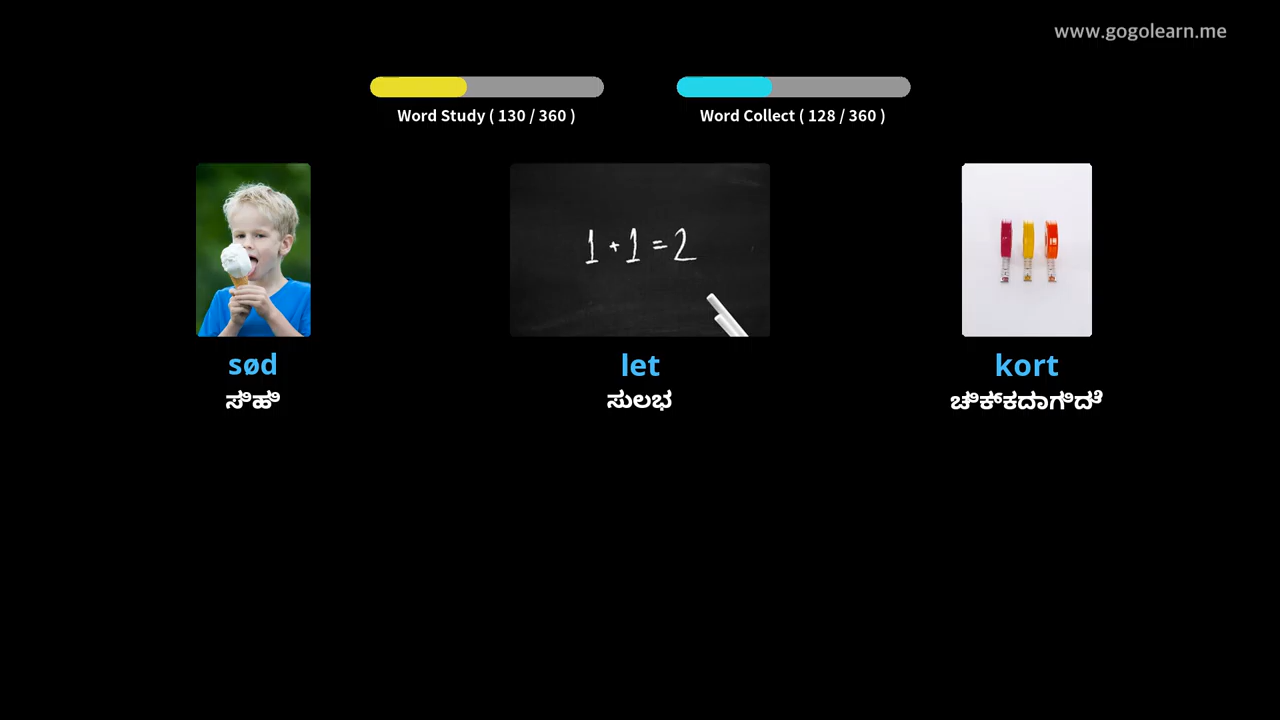 www.gogolearn.me
Word Study ( 130 / 360 )
Word Collect ( 128 / 360 )
1 + 1 = 2
sød
let
kort
ಸಿಹಿ
ಸುಲಭ
ಚಿಕ್ಕದಾಗಿದೆ